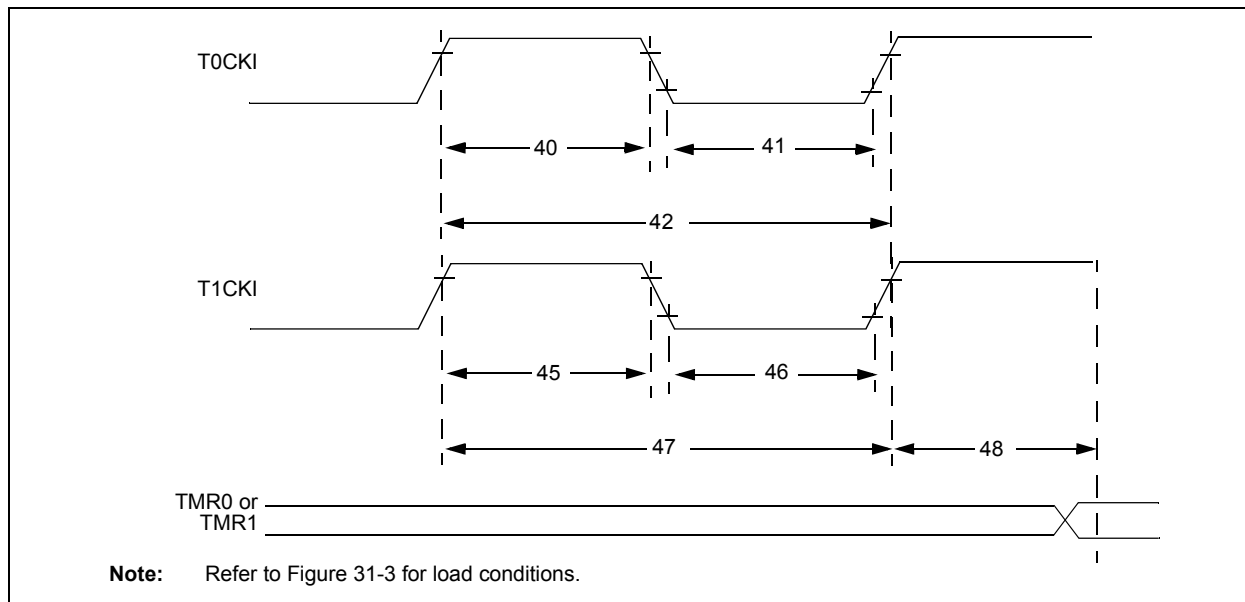 T0CKI
40
41
42
T1CKI
45
46
47
48
TMR0 or
TMR1
Note: Refer to Figure 31-3 for load conditions.